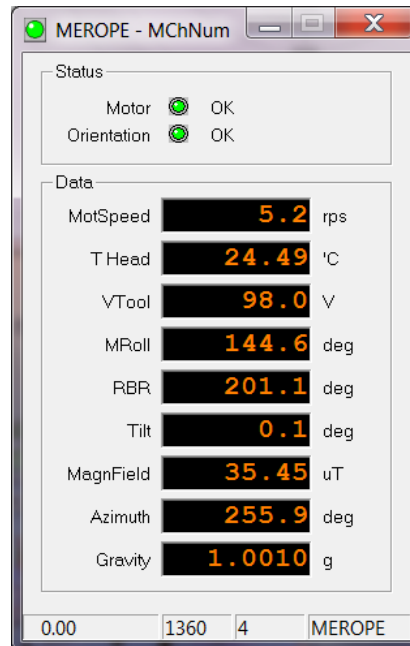 MEROPE - MChNum
Status
Motor OK
Orientation OK
Data
MotSpeed 5.2 rps
T Head 24.49 'C
VTool 98.0 V
MRoll 144.6 deg
RBR 201.1 deg
Tilt 0.1 deg
MagnField 35.45 uT
Azimuth 255.9 deg
Gravity 1.0010 g
0.00 1360 4 MEROPE